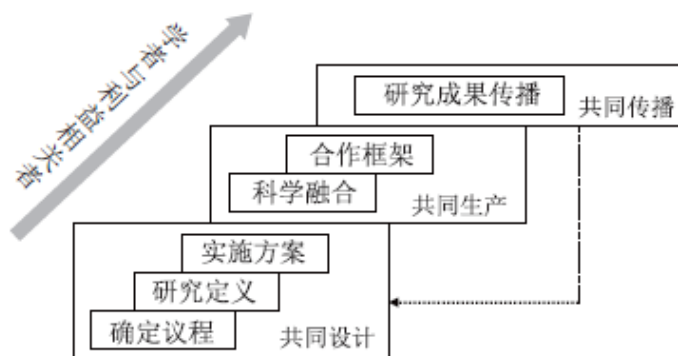 学者与利益相关者
研究成果传播
共同传播
合作框架
科学融合
共同生产
实施方案
研究定义
确定议程
共同设计